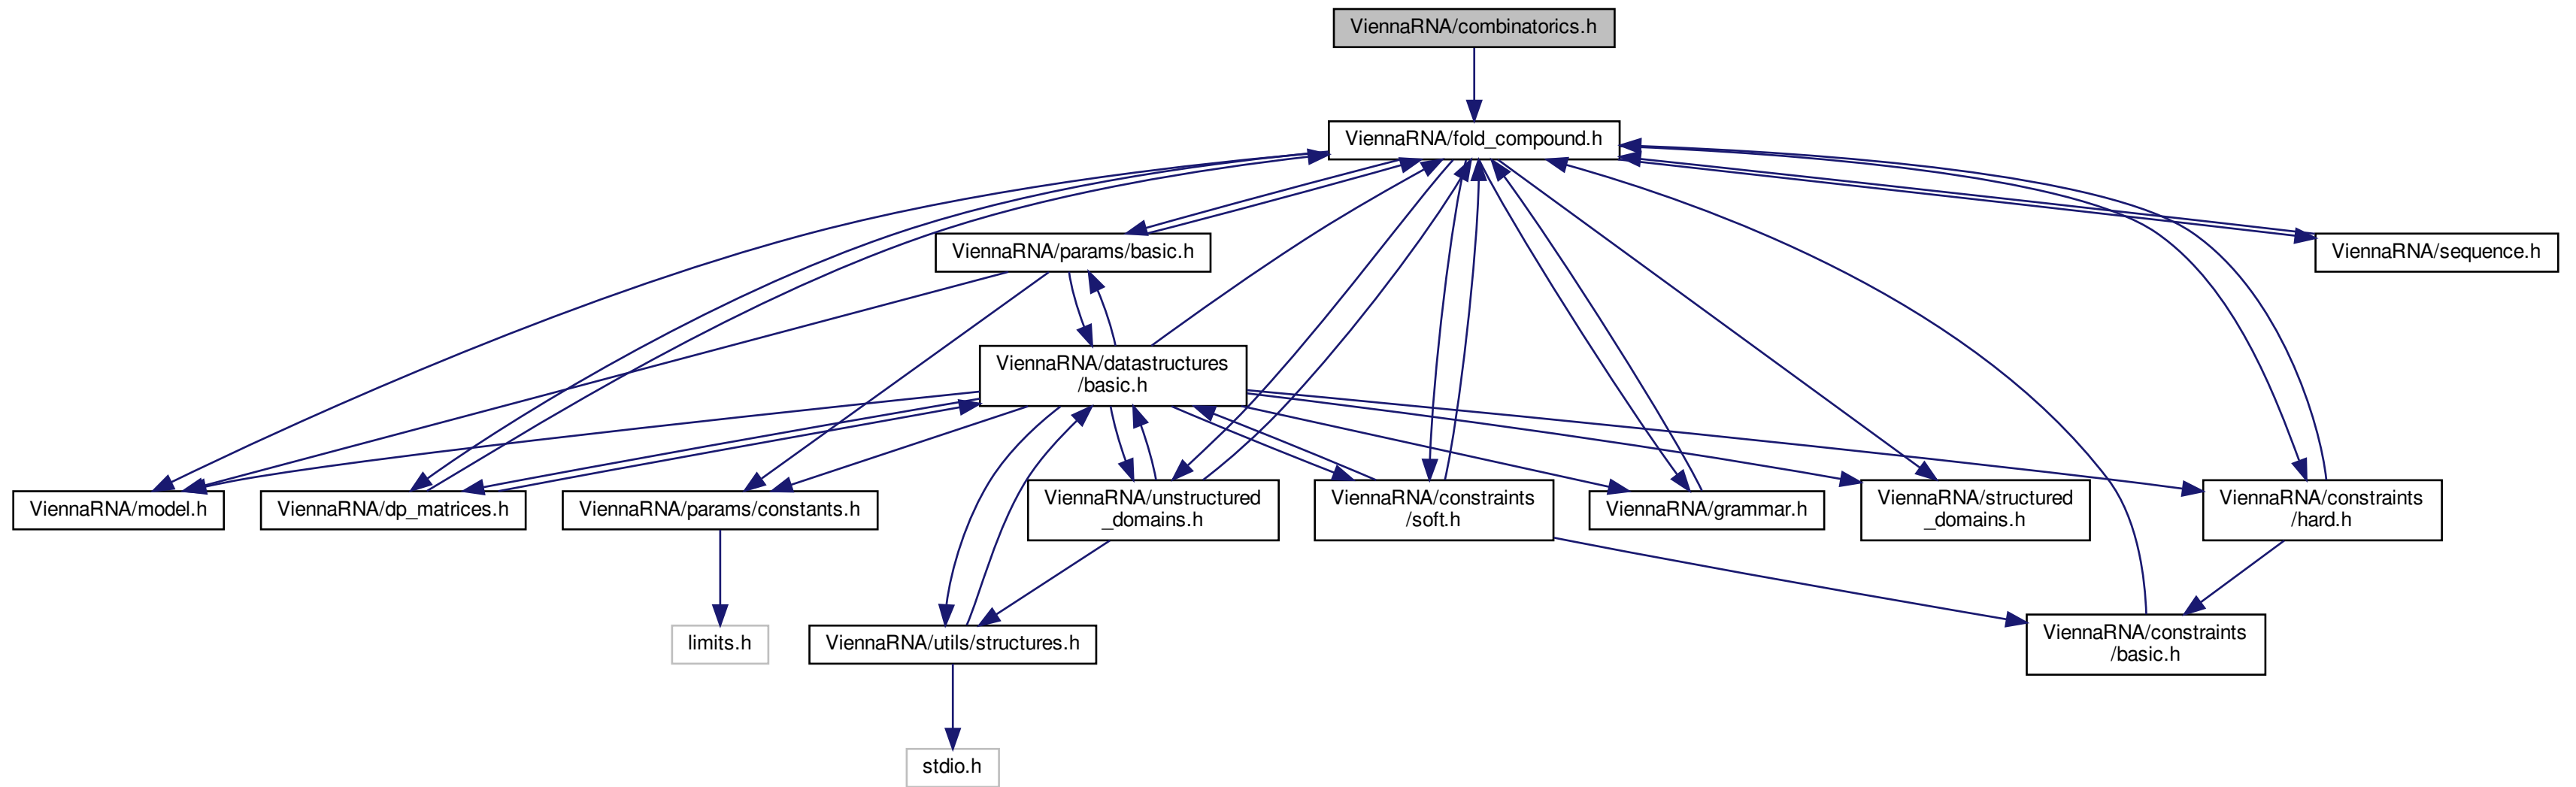 ViennaRNA/combinatorics.h
ViennaRNA/fold_compound.h
ViennaRNA/params/basic.h
ViennaRNA/sequence.h
ViennaRNA/datastructures
/basic.h
ViennaRNA/model.h
ViennaRNA/dp_matrices.h
ViennaRNA/params/constants.h
ViennaRNA/unstructured
_domains.h
ViennaRNA/constraints
/soft.h
ViennaRNA/grammar.h
ViennaRNA/structured
_domains.h
ViennaRNA/constraints
/hard.h
limits.h
ViennaRNA/utils/structures.h
ViennaRNA/constraints
/basic.h
stdio.h